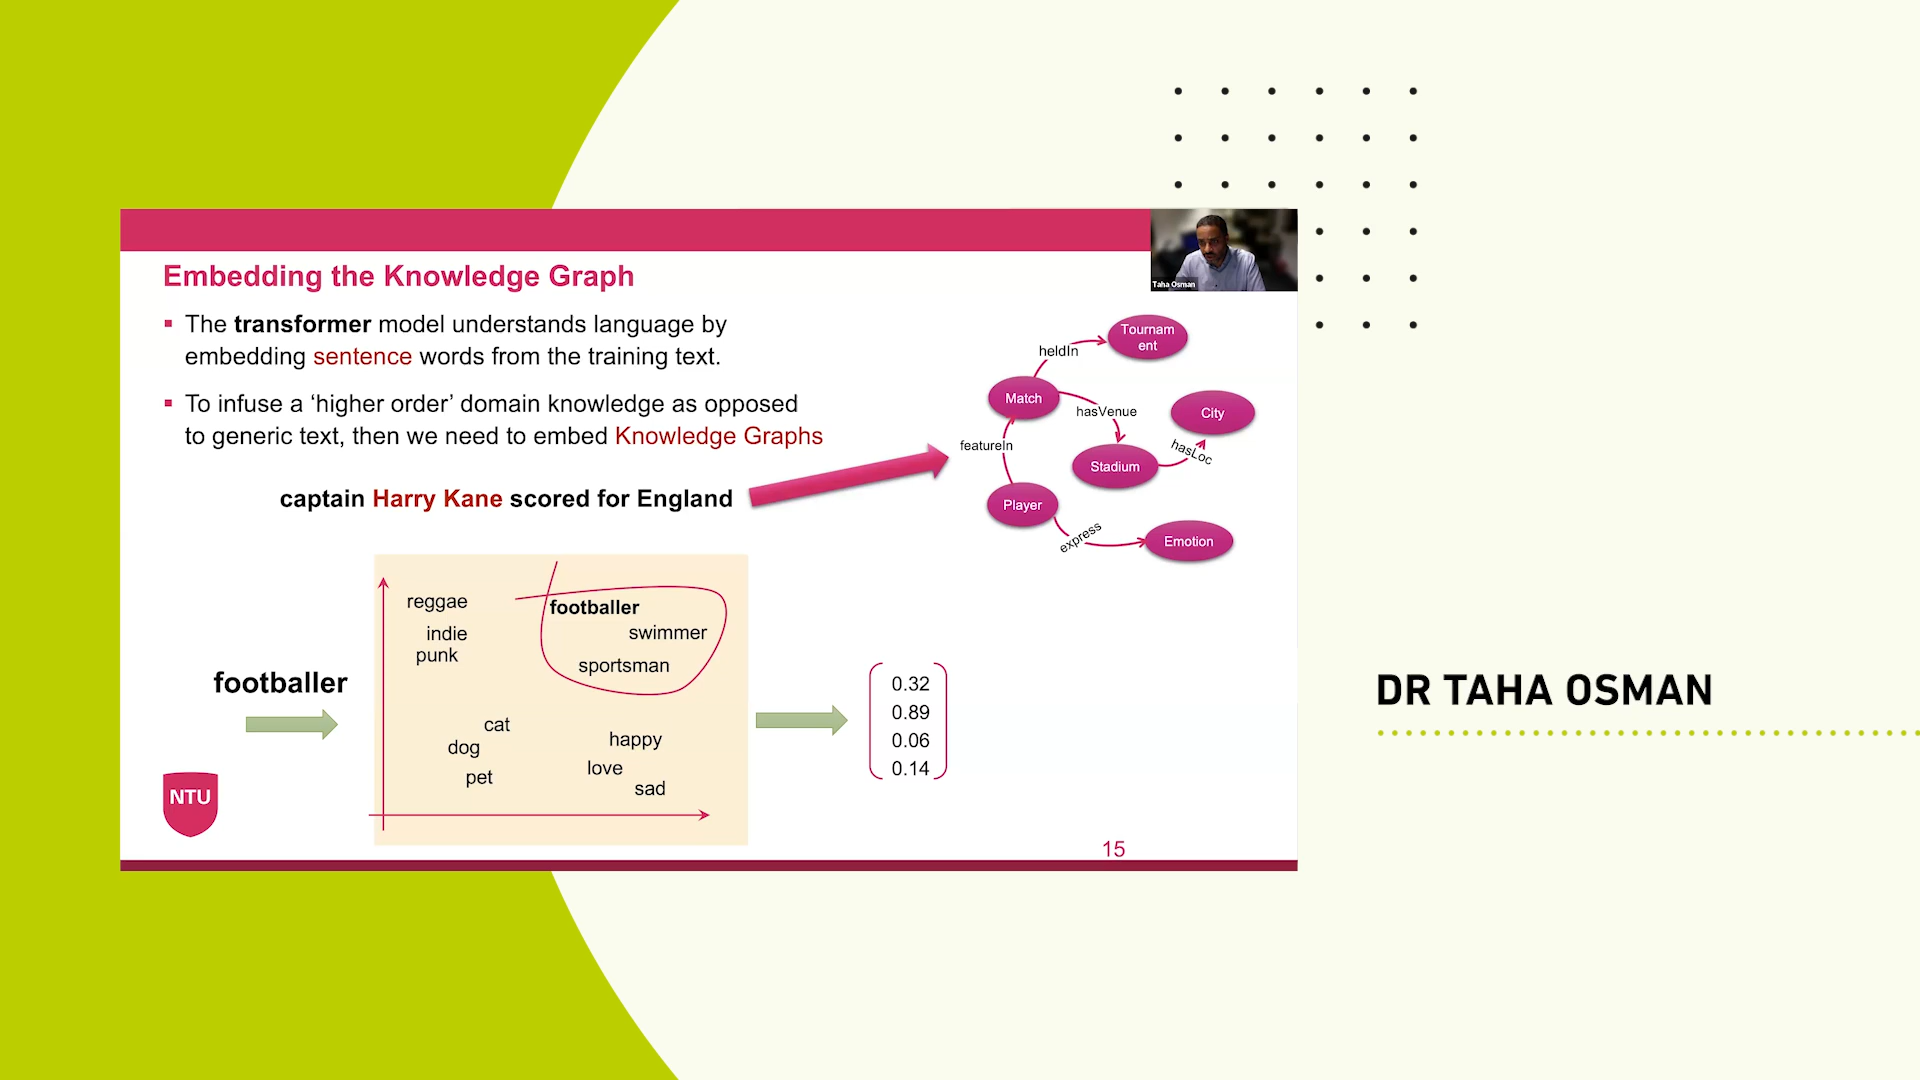 Taha Osman
Embedding the Knowledge Graph
▪ The transformer model understands language by
embedding sentence words from the training text.
▪ To infuse a ‘higher order’ domain knowledge as opposed
to generic text, then we need to embed Knowledge Graphs
captain Harry Kane scored for England
Tournam
ent
heldIn
Match
hasVenue
City
featureIn
hasLoc
Stadium
Player
express
Emotion
footballer
reggae
indie
punk
footballer
swimmer
sportsman
cat
dog
pet
happy
love
sad
0.32
0.89
0.06
0.14
NTU
15
DR TAHA OSMAN